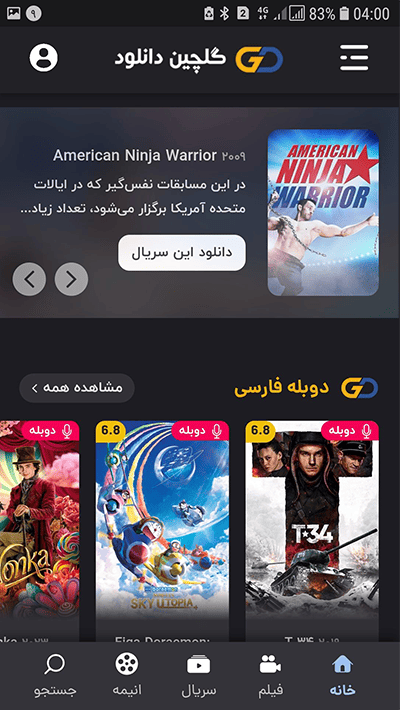 ۹
2
4G
83%
04:00
گلچین دانلود
American Ninja Warrior ۲۰۰۹
در این مسابقات نفس‌گیر که در ایالات
متحده آمریکا برگزار می‌شود، تعداد زیاد...
دانلود این سریال
AMERICAN
NINJA
WARRIOR
دوبله فارسی
مشاهده همه
6.8
دوبله
T-34
6.8
دوبله
SKY UTOPIA
دوبله
onka
T-۳۴ ۲۰۱۹
Eiga Doraemon:
nka ۲۰۲۳
خانه
فیلم
سریال
انیمه
جستجو